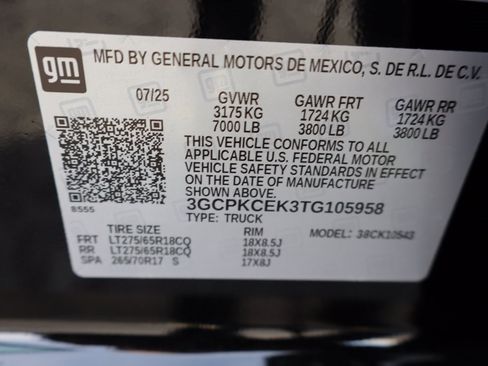 gm
MFD BY GENERAL MOTORS DE MEXICO, S. DE R.L. DE C.V.
07/25 GVWR GAWR FRT GAWR RR
3175 KG 1724 KG 1724 KG
7000 LB 3800 LB 3800 LB
THIS VEHICLE CONFORMS TO ALL
APPLICABLE U.S. FEDERAL MOTOR
VEHICLE SAFETY STANDARDS IN EFFECT
ON THE DATE OF MANUFACTURE
8555 3GCPKCEK3TG105958
TYPE: TRUCK MODEL: 38CK10543
TIRE SIZE RIM
FRT LT275/65R18CQ 18X8.5J
RR LT275/65R18CQ 18X8.5J
SPA 265/70R17 S 17X8J